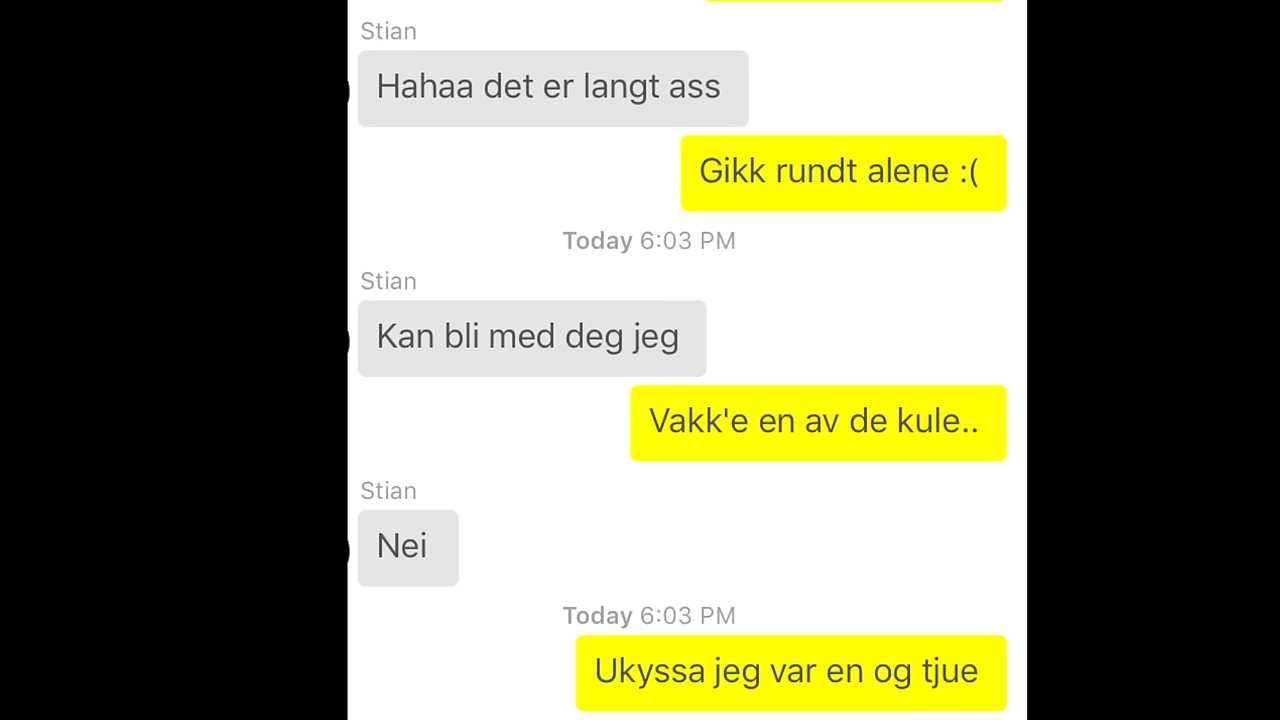 Stian
Hahaa det er langt ass
Gikk rundt alene :(
Today 6:03 PM
Stian
Kan bli med deg jeg
Vakk'e en av de kule..
Stian
Nei
Today 6:03 PM
Ukyssa jeg var en og tjue